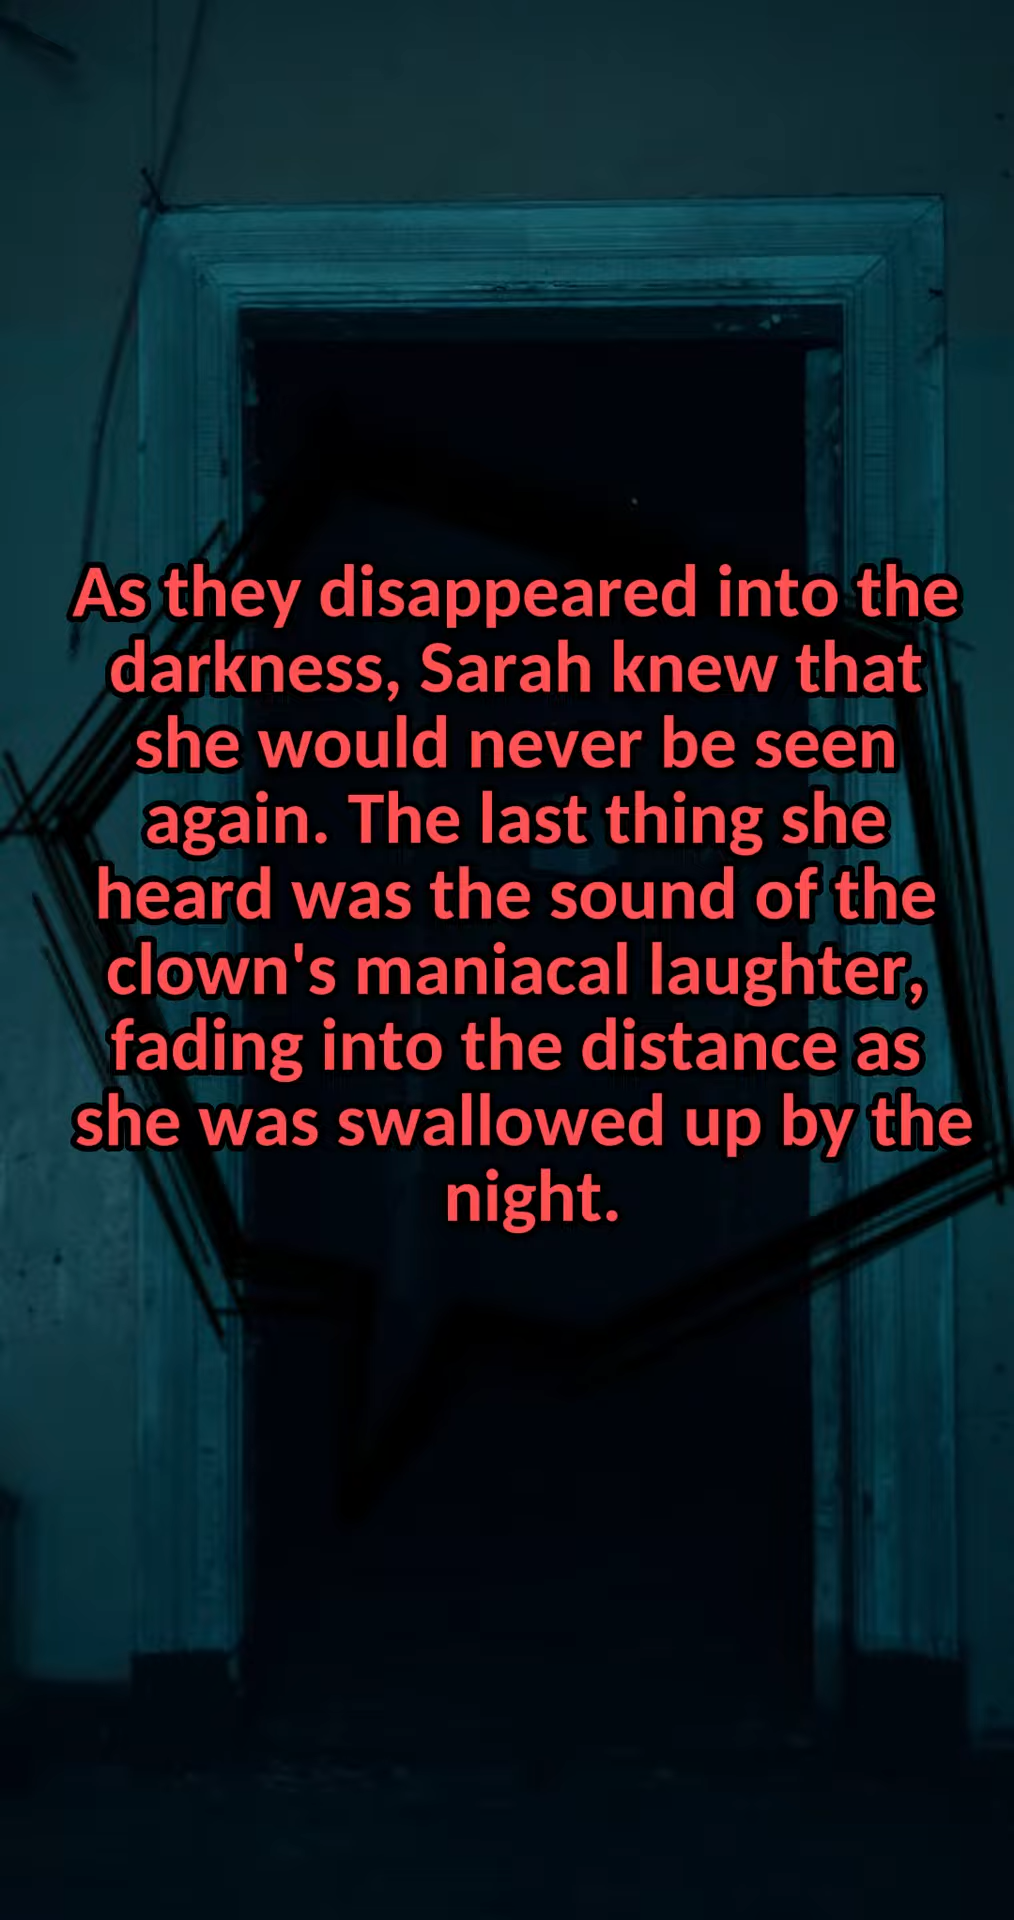 As they disappeared into the
darkness, Sarah knew that
she would never be seen
again. The last thing she
heard was the sound of the
clown's maniacal laughter,
fading into the distance as
she was swallowed up by the
night.